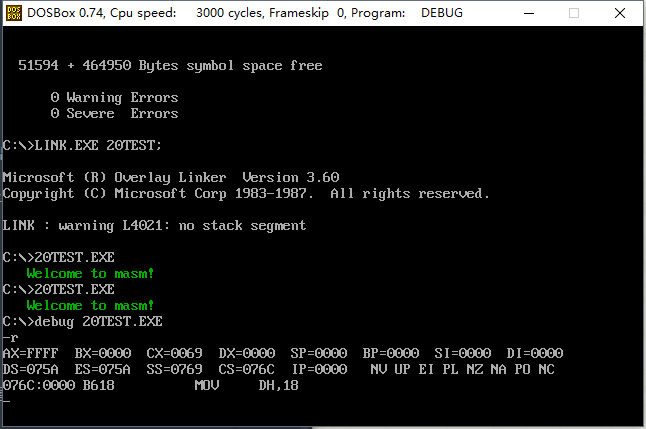 DOSBox 0.74, Cpu speed: 3000 cycles, Frameskip 0, Program: DEBUG
51594 + 464950 Bytes symbol space free
0 Warning Errors
0 Severe Errors
C:\>LINK.EXE 20TEST;
Microsoft (R) Overlay Linker Version 3.60
Copyright (C) Microsoft Corp 1983-1987. All rights reserved.
LINK : warning L4021: no stack segment
C:\>20TEST.EXE
Welcome to masm!
C:\>20TEST.EXE
Welcome to masm!
C:\>debug 20TEST.EXE
-r
AX=FFFF BX=0000 CX=0069 DX=0000 SP=0000 BP=0000 SI=0000 DI=0000
DS=075A ES=075A SS=0769 CS=076C IP=0000 NV UP EI PL NZ NA PO NC
076C:0000 B618 MOV DH,18
-